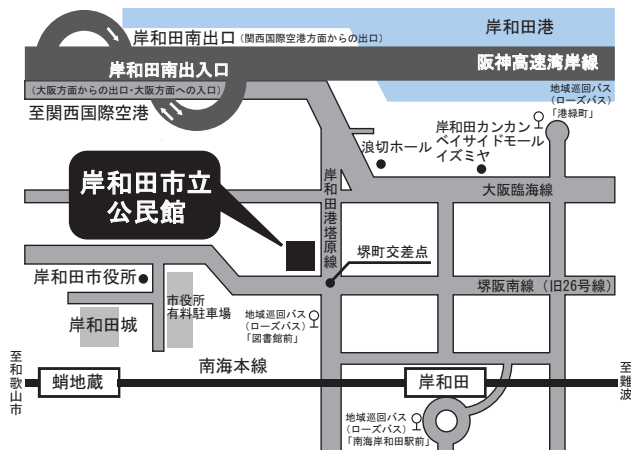 岸和田南出口（関西国際空港方面からの出口）
岸和田港
岸和田南出入口
阪神高速湾岸線
（大阪方面からの出口・大阪方面への入口）
至関西国際空港
地域巡回バス
（ローズバス）
「港緑町」
浪切ホール
岸和田カンカン
ベイサイドモール
イズミヤ
岸和田市立
公民館
岸和田港塔原線
大阪臨海線
堺町交差点
岸和田市役所
堺阪南線（旧26号線）
市役所
有料駐車場
岸和田城
地域巡回バス
（ローズバス）
「図書館前」
至和歌山市
南海本線
蛸地蔵
岸和田
至難波
地域巡回バス
（ローズバス）
「南海岸和田駅前」